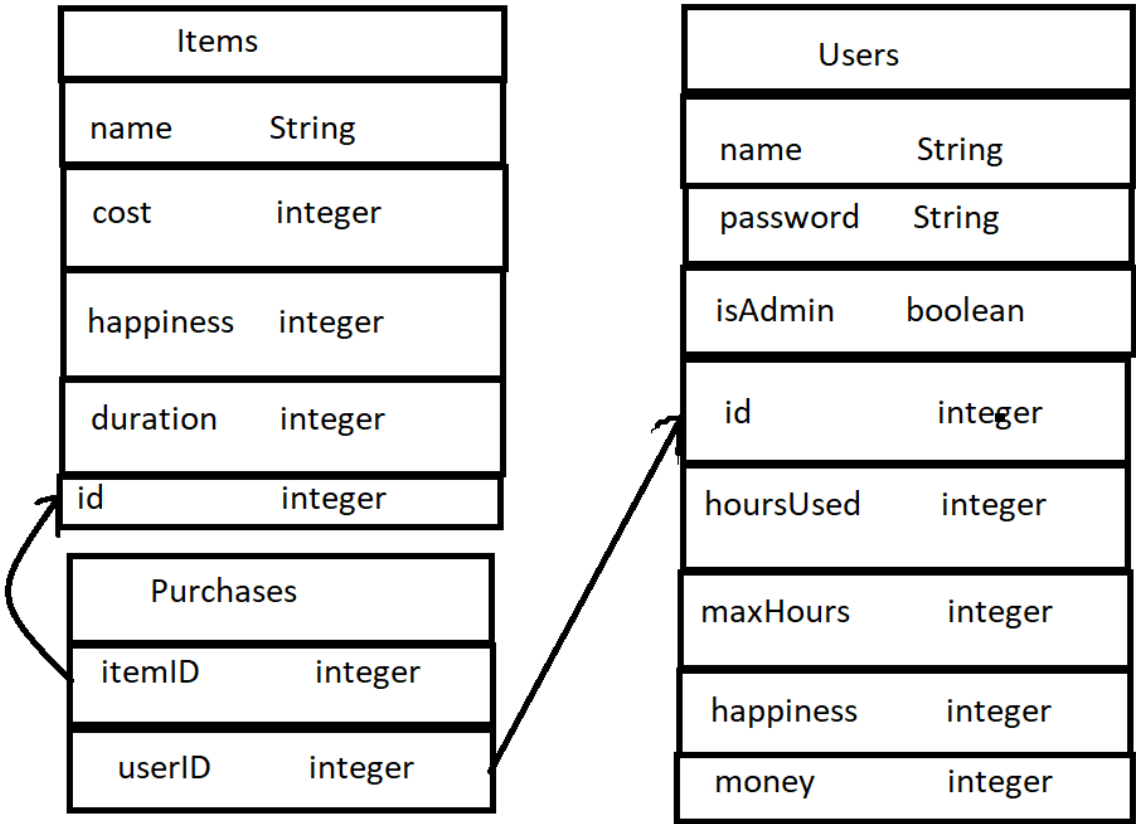 Items
name String
cost integer
happiness integer
duration integer
id integer
Purchases
itemID integer
userID integer
Users
name String
password String
isAdmin boolean
id integer
hoursUsed integer
maxHours integer
happiness integer
money integer